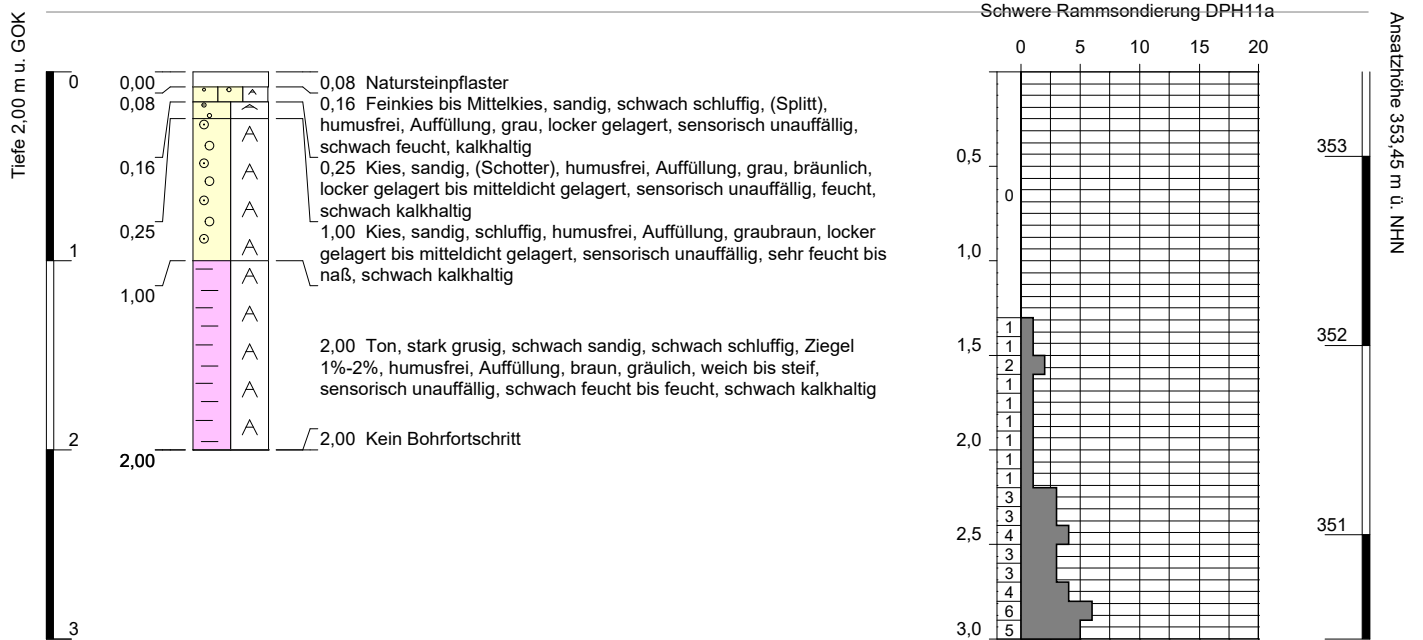 Tiefe 2,00 m u. GOK
0
1
2
3
0,00
0,08
0,16
0,25
1,00
2,00
0,08 Natursteinpflaster
0,16 Feinkies bis Mittelkies, sandig, schwach schluffig, (Splitt),
humusfrei, Auffüllung, grau, locker gelagert, sensorisch unauffällig,
schwach feucht, kalkhaltig
0,25 Kies, sandig, (Schotter), humusfrei, Auffüllung, grau, bräunlich,
locker gelagert bis mitteldicht gelagert, sensorisch unauffällig, feucht,
schwach kalkhaltig
1,00 Kies, sandig, schluffig, humusfrei, Auffüllung, graubraun, locker
gelagert bis mitteldicht gelagert, sensorisch unauffällig, sehr feucht bis
naß, schwach kalkhaltig
2,00 Ton, stark grusig, schwach sandig, schwach schluffig, Ziegel
1%-2%, humusfrei, Auffüllung, braun, gräulich, weich bis steif,
sensorisch unauffällig, schwach feucht bis feucht, schwach kalkhaltig
2,00 Kein Bohrfortschritt
Schwere Rammsondierung DPH11a
0 5 10 15 20
0,5
1,0
1,5
2,0
2,5
3,0
0
1
1
2
1
1
1
1
1
1
3
3
4
3
3
4
6
5
353
352
351
Ansatzhöhe 353,45 m ü. NHN